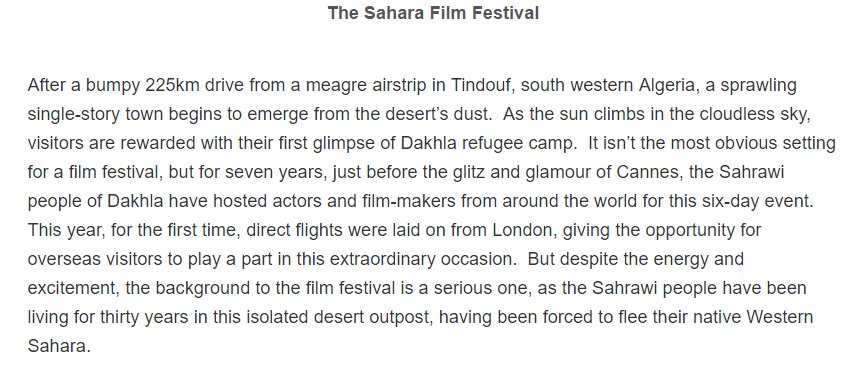 The Sahara Film Festival
After a bumpy 225km drive from a meagre airstrip in Tindouf, south western Algeria, a sprawling
single-story town begins to emerge from the desert’s dust.  As the sun climbs in the cloudless sky,
visitors are rewarded with their first glimpse of Dakhla refugee camp.  It isn’t the most obvious setting
for a film festival, but for seven years, just before the glitz and glamour of Cannes, the Sahrawi
people of Dakhla have hosted actors and film-makers from around the world for this six-day event.
This year, for the first time, direct flights were laid on from London, giving the opportunity for
overseas visitors to play a part in this extraordinary occasion.  But despite the energy and
excitement, the background to the film festival is a serious one, as the Sahrawi people have been
living for thirty years in this isolated desert outpost, having been forced to flee their native Western
Sahara.